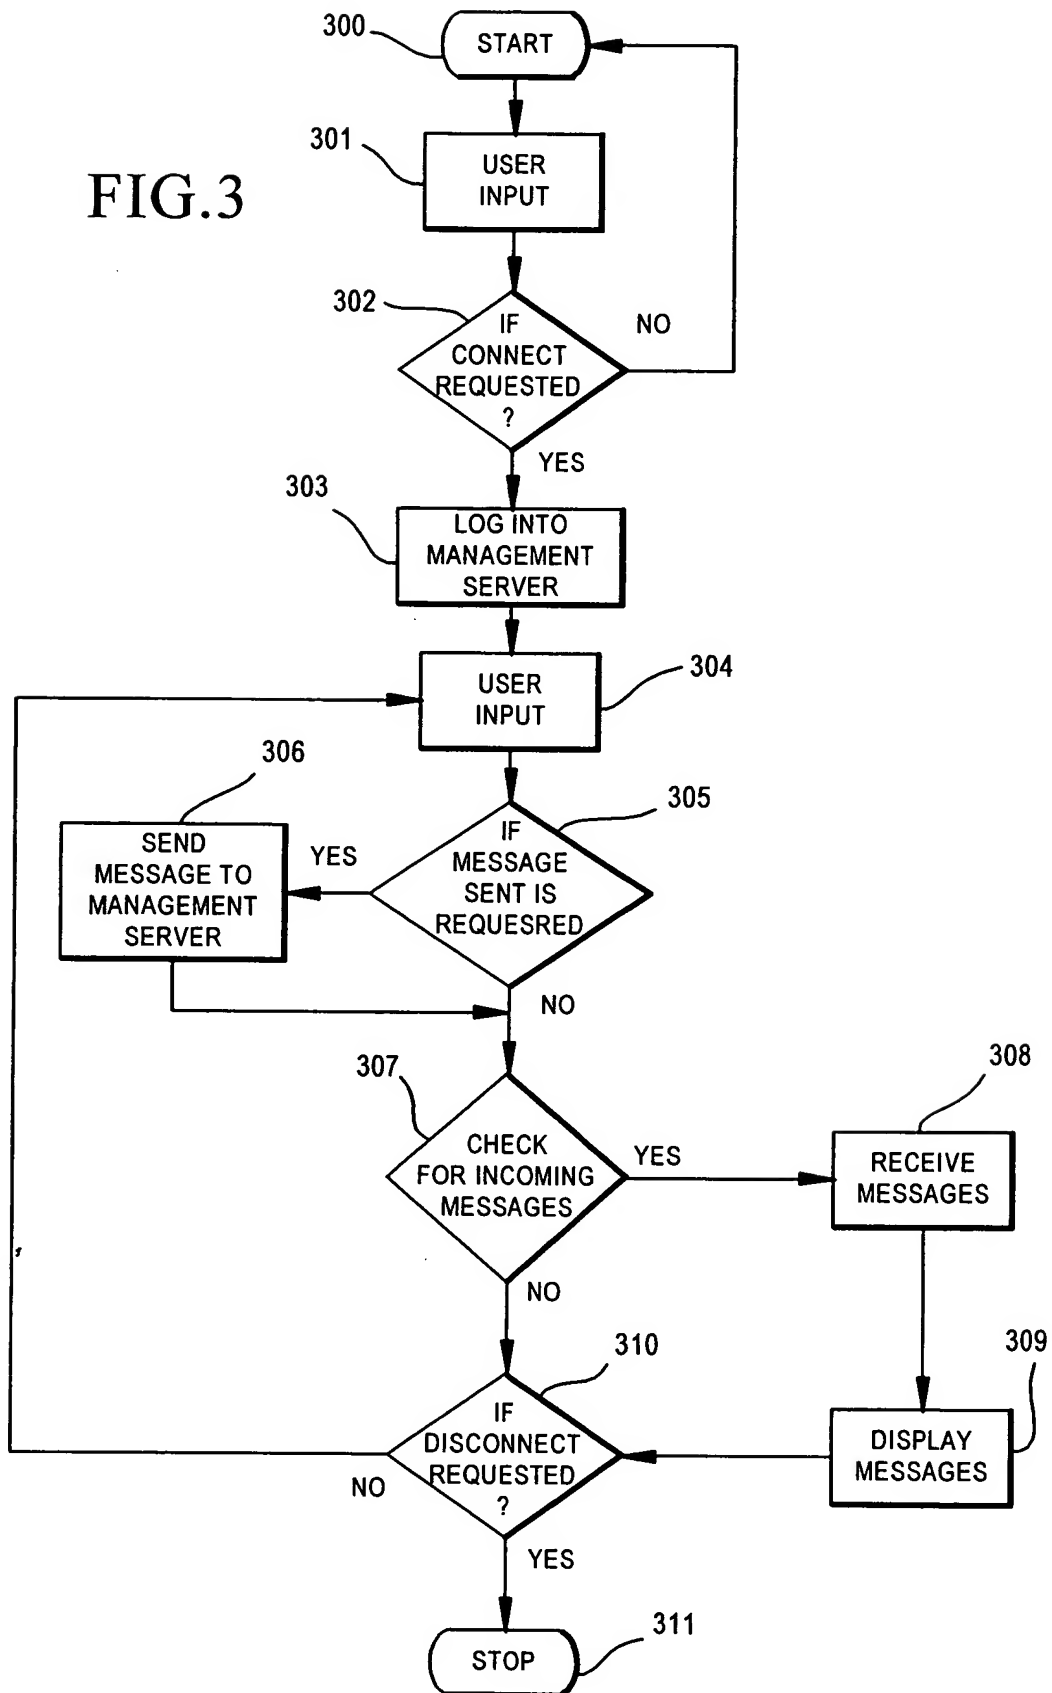 300
START
301
USER
INPUT
FIG.3
302
IF
CONNECT
REQUESTED
?
NO
YES
303
LOG INTO
MANAGEMENT
SERVER
304
USER
INPUT
306
305
SEND
MESSAGE TO
MANAGEMENT
SERVER
YES
IF
MESSAGE
SENT IS
REQUESRED
NO
307
308
CHECK
FOR INCOMING
MESSAGES
YES
RECEIVE
MESSAGES
NO
310
309
IF
DISCONNECT
REQUESTED
?
DISPLAY
MESSAGES
NO
YES
STOP
311